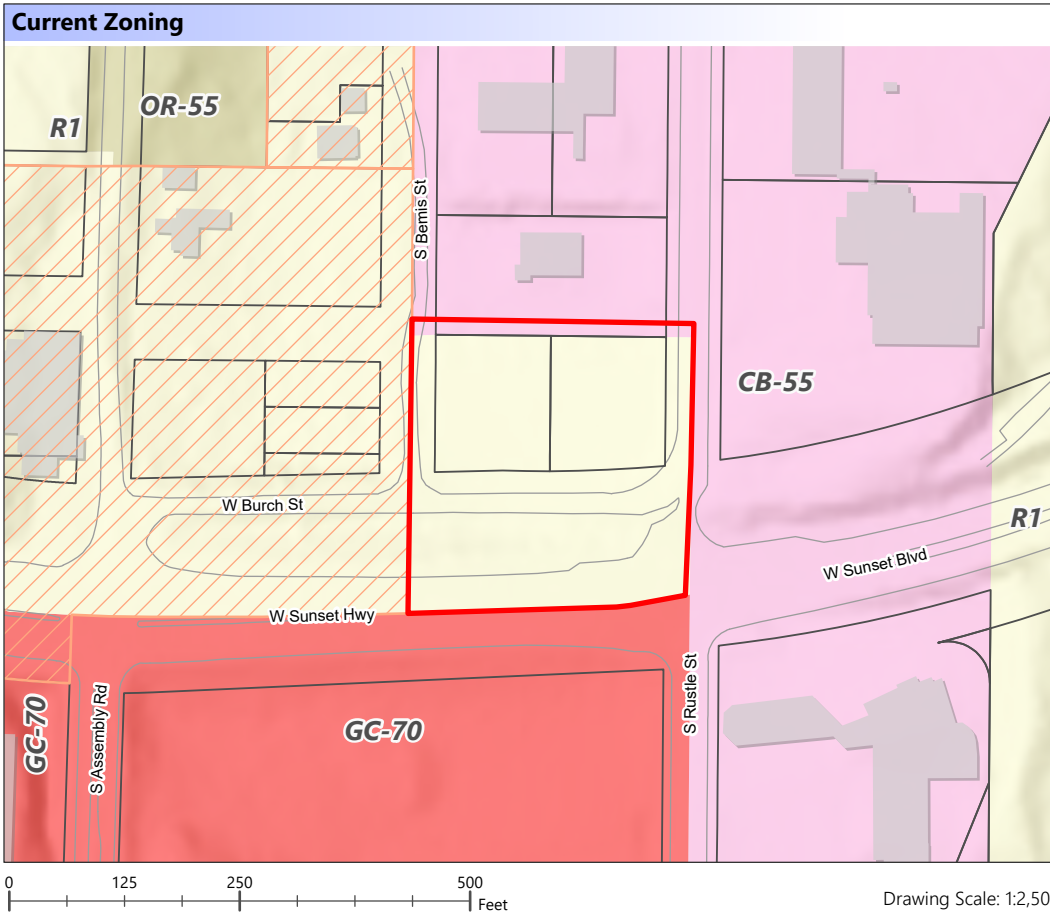 Current Zoning
OR-55
R1
S Bemis St
CB-55
W Burch St
R1
W Sunset Blvd
W Sunset Hwy
S Rustle St
GC-70
S Assembly Rd
GC-70
0 125 250 500
Feet
Drawing Scale: 1:2,50